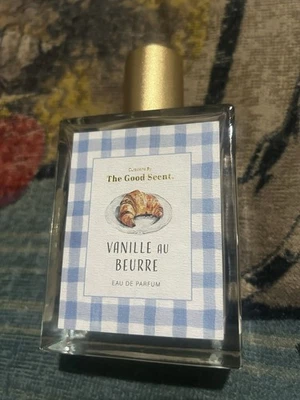 The Good Scent.
VANILLE AU
BEURRE
EAU DE PARFUM